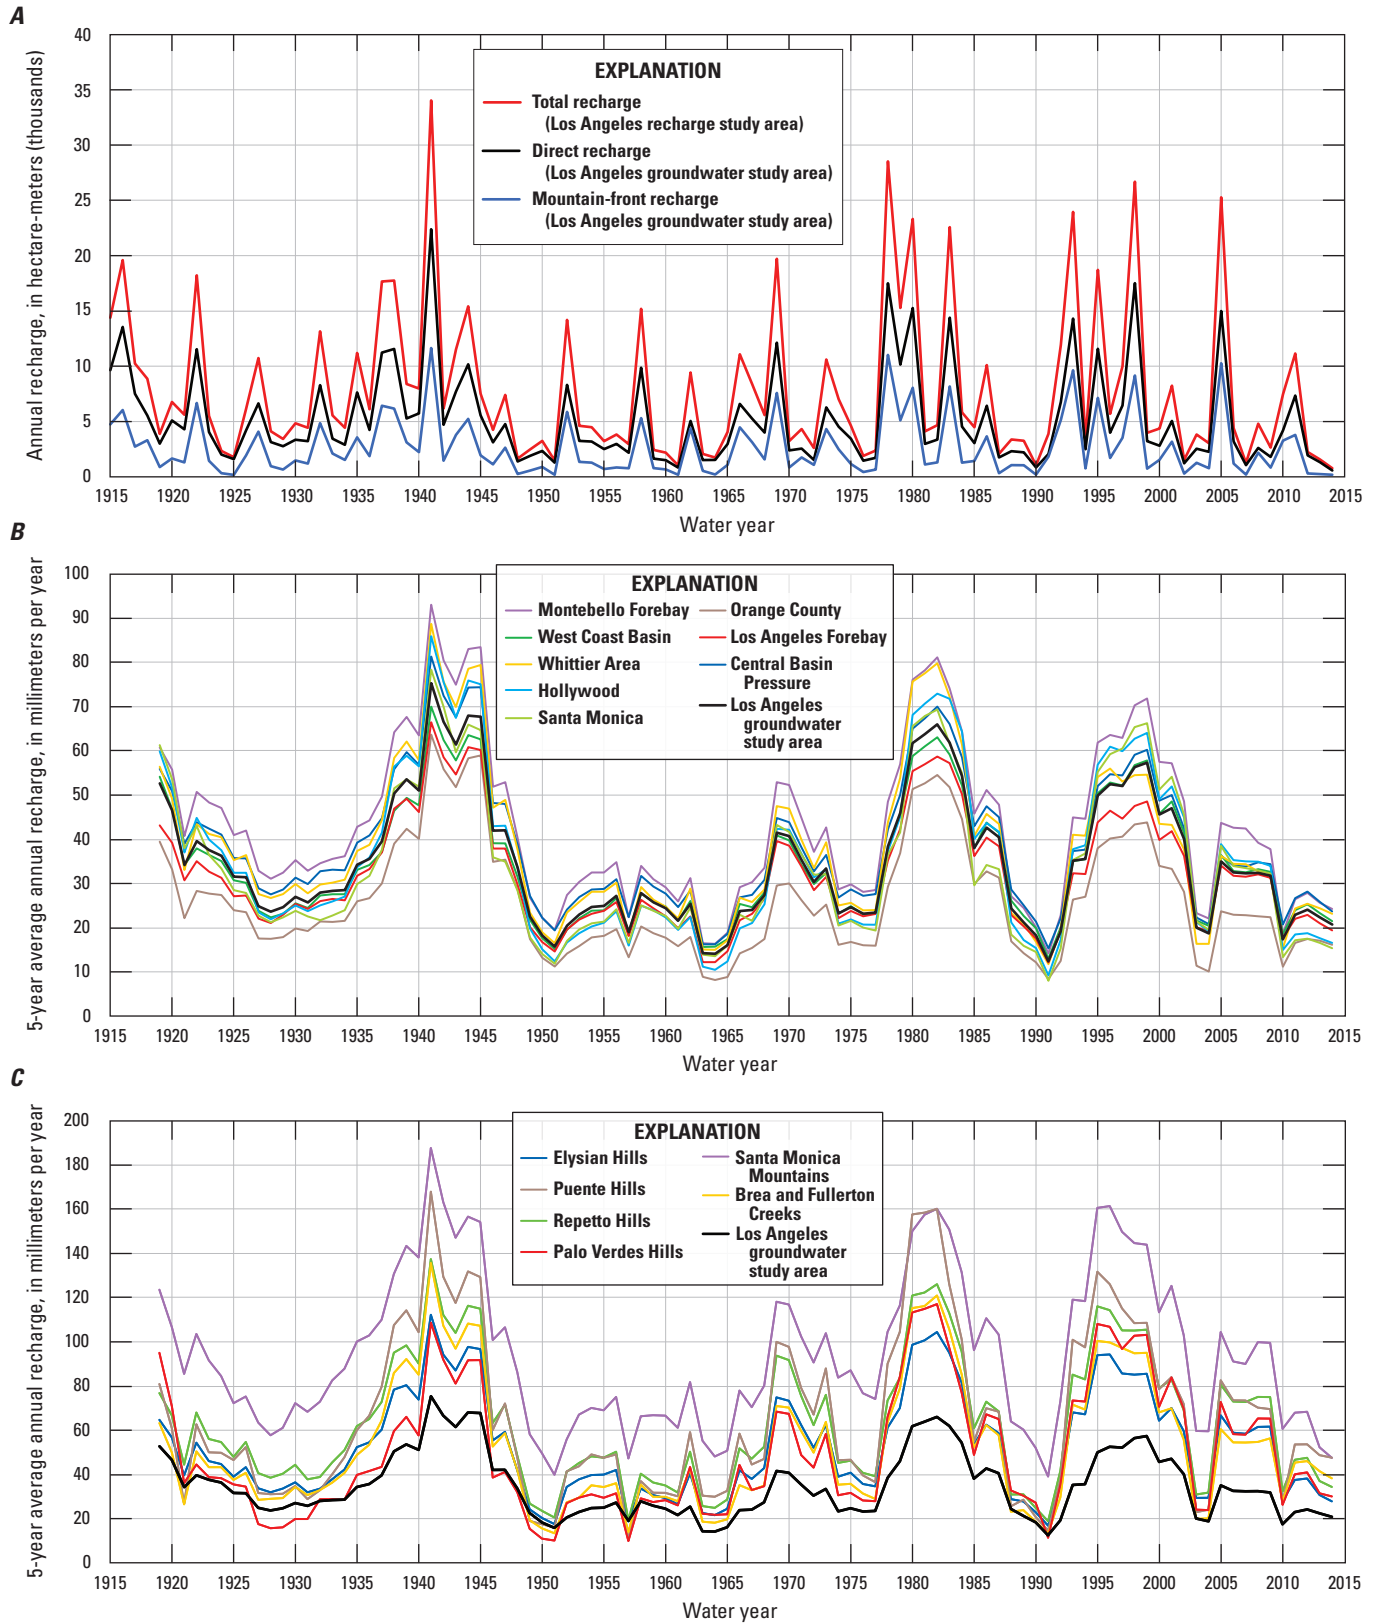 A
Annual recharge, in hectare-meters (thousands)
40
35
30
25
20
15
10
5
0
EXPLANATION
Total recharge
(Los Angeles recharge study area)
Direct recharge
(Los Angeles groundwater study area)
Mountain-front recharge
(Los Angeles groundwater study area)
1915 1920 1925 1930 1935 1940 1945 1950 1955 1960 1965 1970 1975 1980 1985 1990 1995 2000 2005 2010 2015
Water year
B
5-year average annual recharge, in millimeters per year
100
90
80
70
60
50
40
30
20
10
0
EXPLANATION
Montebello Forebay
West Coast Basin
Whittier Area
Hollywood
Santa Monica
Orange County
Los Angeles Forebay
Central Basin
Pressure
Los Angeles
groundwater
study area
1915 1920 1925 1930 1935 1940 1945 1950 1955 1960 1965 1970 1975 1980 1985 1990 1995 2000 2005 2010 2015
Water year
C
5-year average annual recharge, in millimeters per year
200
180
160
140
120
100
80
60
40
20
0
EXPLANATION
Elysian Hills
Puente Hills
Repetto Hills
Palo Verdes Hills
Santa Monica
Mountains
Brea and Fullerton
Creeks
Los Angeles
groundwater
study area
1915 1920 1925 1930 1935 1940 1945 1950 1955 1960 1965 1970 1975 1980 1985 1990 1995 2000 2005 2010 2015
Water year